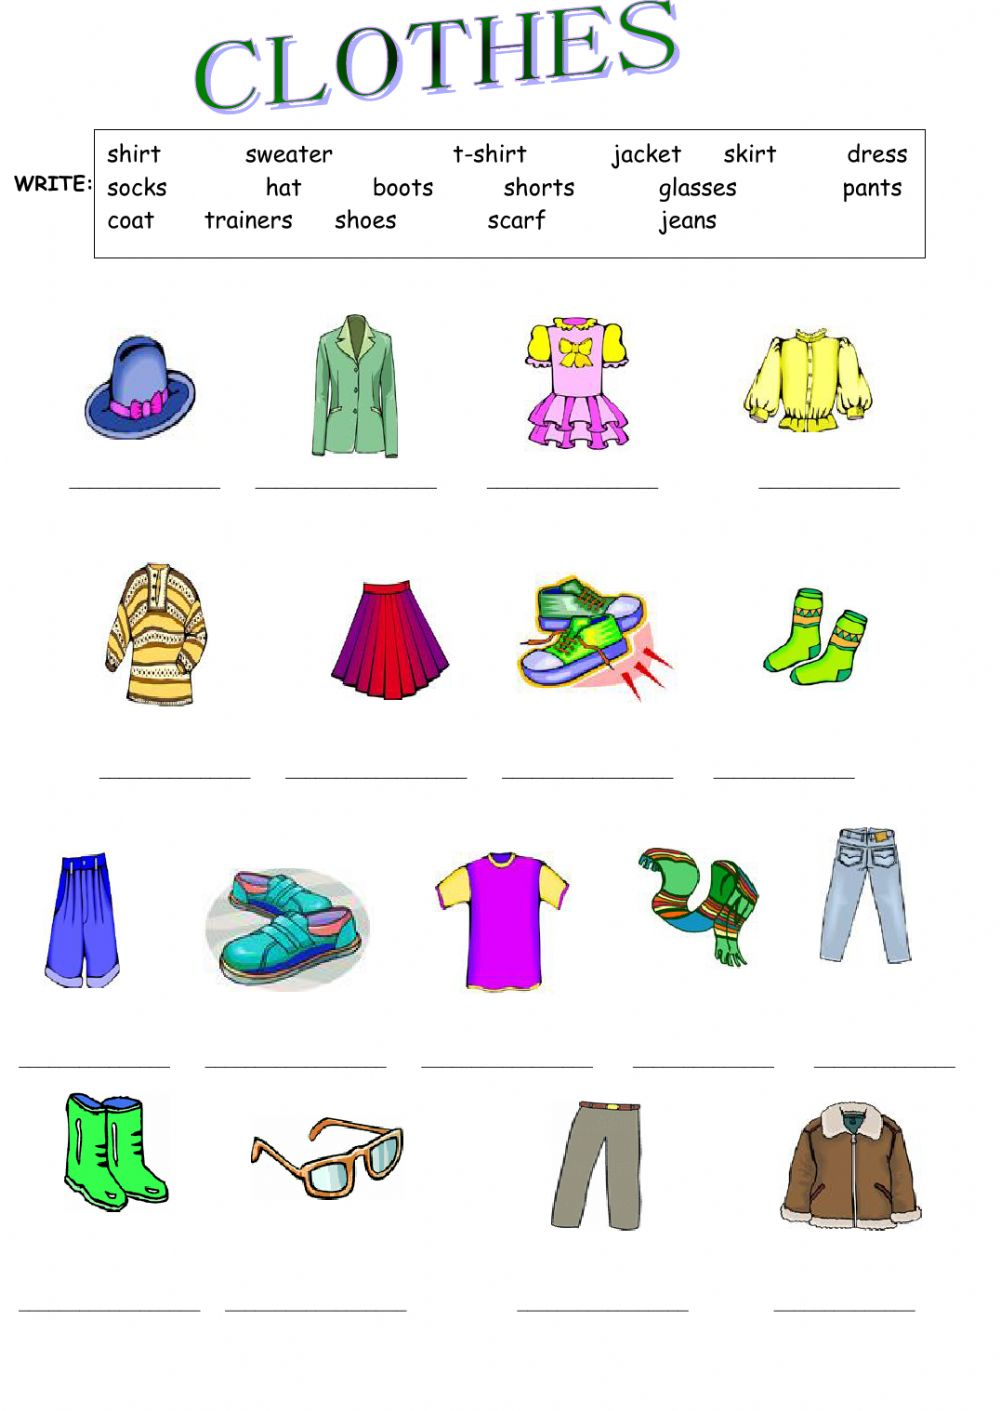 CLOTHES
shirt sweater t-shirt jacket skirt dress
WRITE: socks hat boots shorts glasses pants
coat trainers shoes scarf jeans